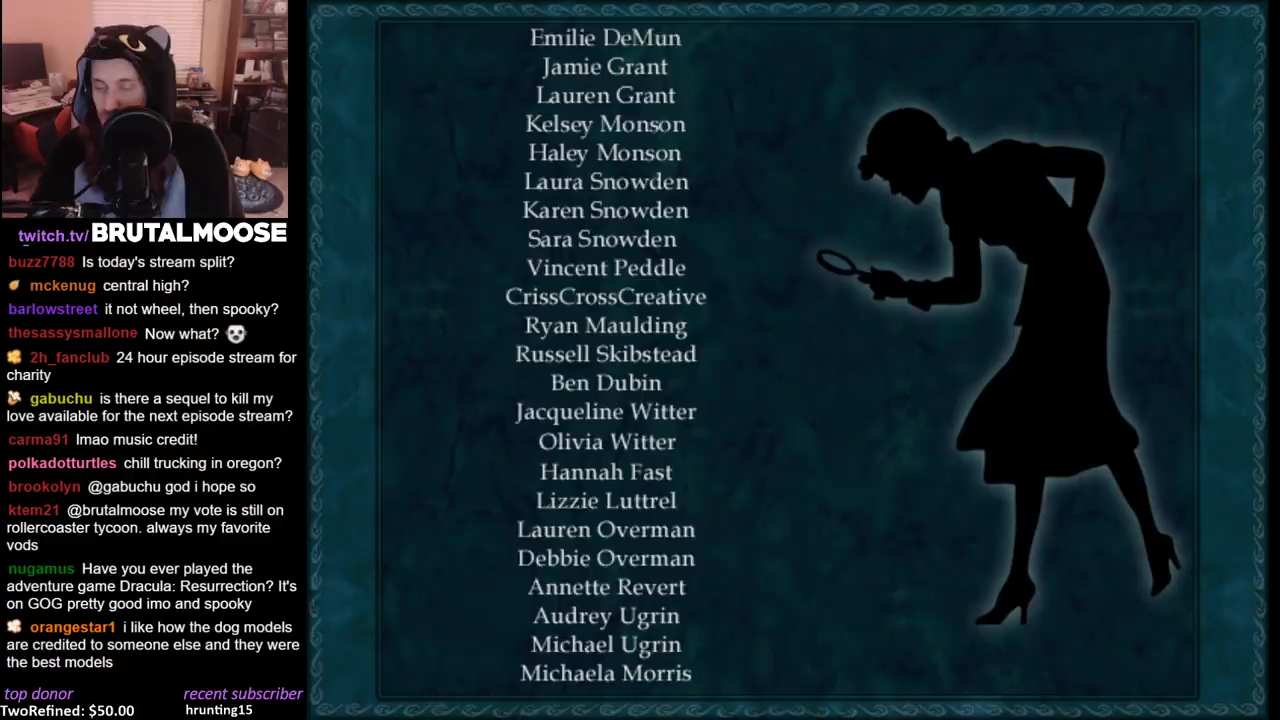 twitch.tv/BRUTALMOOSE
buzz7788 Is today's stream split?
mckenug central high?
barlowstreet it not wheel, then spooky?
thesassysmallone Now what?
2h_fanclub 24 hour episode stream for
charity
gabuchu is there a sequel to kill my
love available for the next episode stream?
carma91 lmao music credit!
polkadotturtles chill trucking in oregon?
brookolyn @gabuchu god i hope so
ktem21 @brutalmoose my vote is still on
rollercoaster tycoon. always my favorite
vods
nugamus Have you ever played the
adventure game Dracula: Resurrection? It's
on GOG pretty good imo and spooky
orangestar1 i like how the dog models
are credited to someone else and they were
the best models
top donor
TwoRefined: $50.00
recent subscriber
hrunting15
Emilie DeMun
Jamie Grant
Lauren Grant
Kelsey Monson
Haley Monson
Laura Snowden
Karen Snowden
Sara Snowden
Vincent Peddle
CrissCrossCreative
Ryan Maulding
Russell Skibstead
Ben Dubin
Jacqueline Witter
Olivia Witter
Hannah Fast
Lizzie Luttrel
Lauren Overman
Debbie Overman
Annette Revert
Audrey Ugrin
Michael Ugrin
Michaela Morris